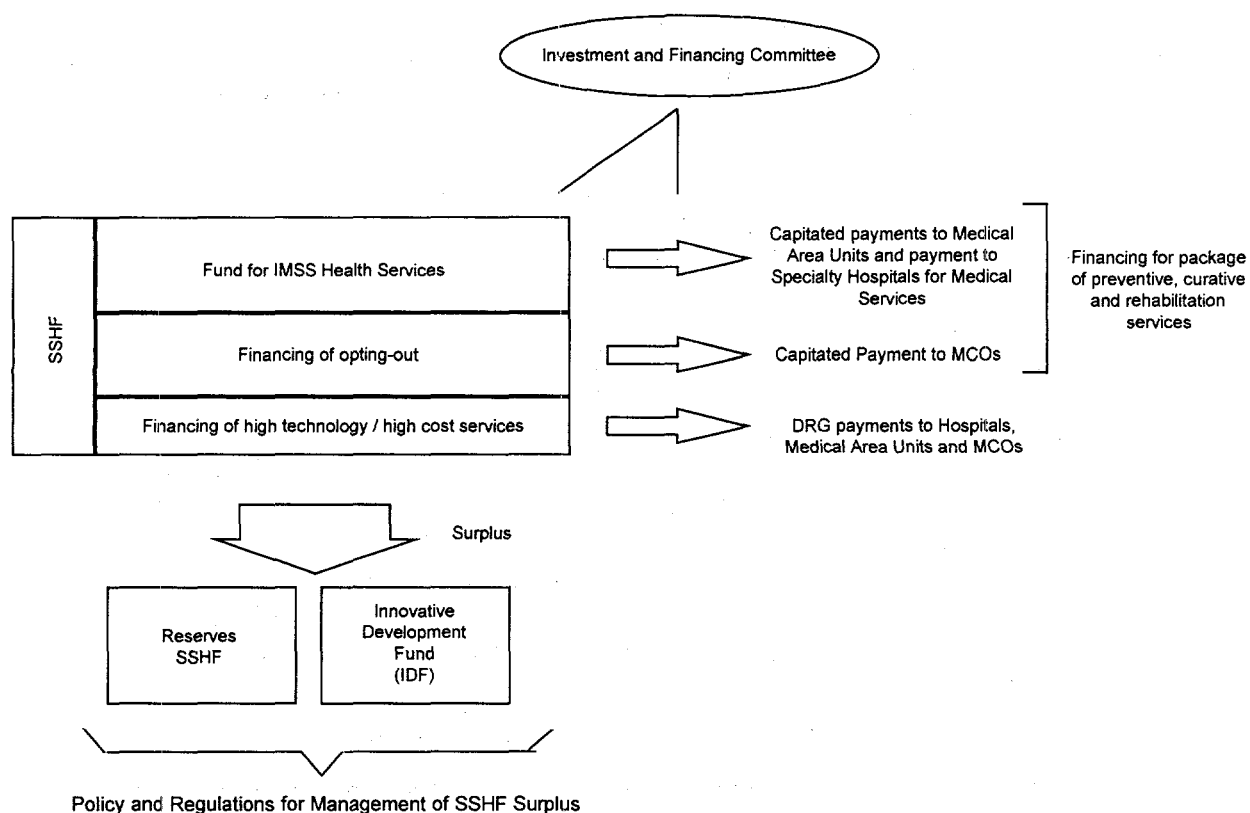 Investment and Financing
Committee
SSHF
Fund for IMSS Health Services
Capitated payments to Medical
Area Units and payment to
Specialty Hospitals for Medical
Services
Financing for package
of preventive, curative
and rehabilitation
services
Financing of opting-out
Capitated Payment to MCOs
Financing of high technology / high cost services
DRG payments to Hospitals,
Medical Area Units and MCOs
Surplus
Reserves
SSHF
Innovative
Development
Fund
(IDF)
Policy and Regulations for Management of SSHF Surplus